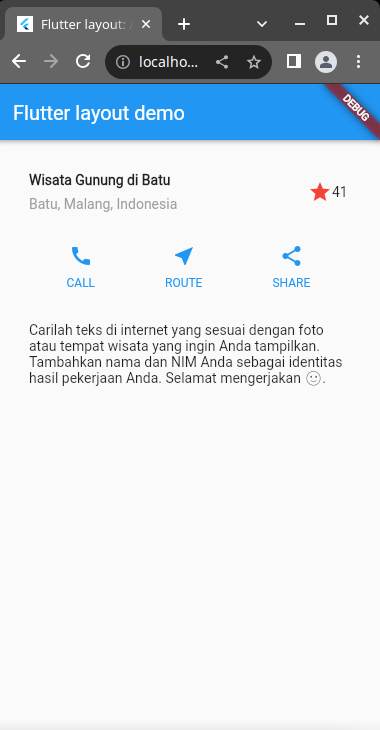 Flutter layout:
localho...
Flutter layout demo
DEBUG
Wisata Gunung di Batu
41
Batu, Malang, Indonesia
CALL
ROUTE
SHARE
Carilah teks di internet yang sesuai dengan foto
atau tempat wisata yang ingin Anda tampilkan.
Tambahkan nama dan NIM Anda sebagai identitas
hasil pekerjaan Anda. Selamat mengerjakan 🙂.